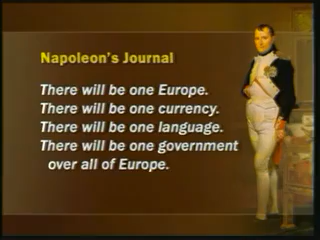 Napoleon's Journal
There will be one Europe.
There will be one currency.
There will be one language.
There will be one government
over all of Europe.